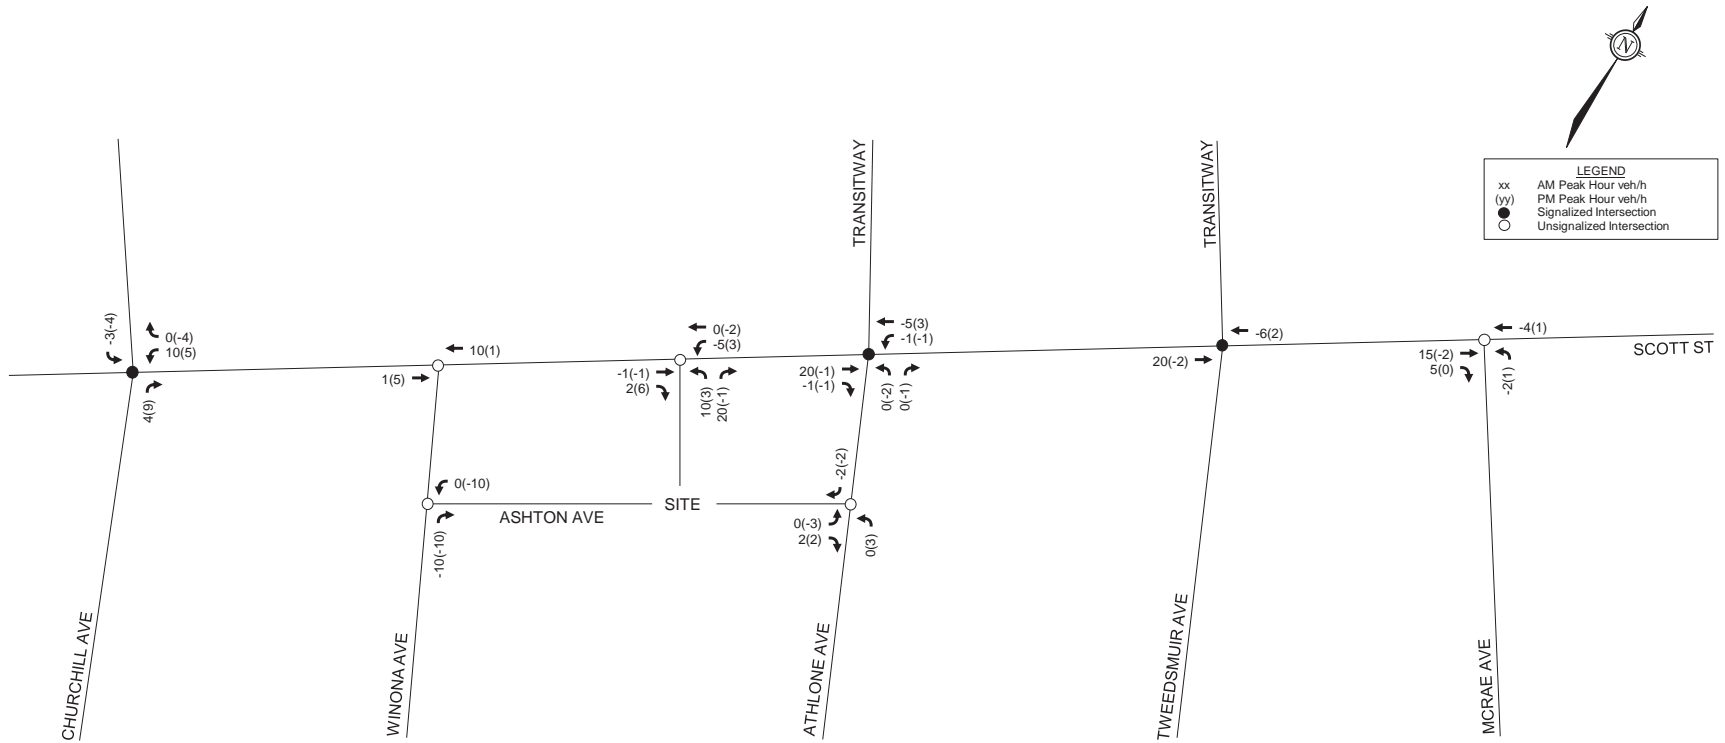 N
LEGEND
xx AM Peak Hour veh/h
(yy) PM Peak Hour veh/h
Signalized Intersection
Unsignalized Intersection
TRANSITWAY
TRANSITWAY
-3(-4)
0(-4)
10(5)
4(9)
10(1)
1(5)
0(-2)
-5(3)
-1(-1)
2(6)
10(3)
20(-1)
-5(3)
-1(-1)
20(-1)
-1(-1)
0(-2)
0(-1)
-6(2)
20(-2)
-4(1)
15(-2)
5(0)
-2(1)
SCOTT ST
0(-10)
-10(-10)
ASHTON AVE
SITE
-2(-2)
0(-3)
2(2)
0(3)
CHURCHILL AVE
WINONA AVE
ATHLONE AVE
TWEEDSMUIR AVE
MCRAE AVE